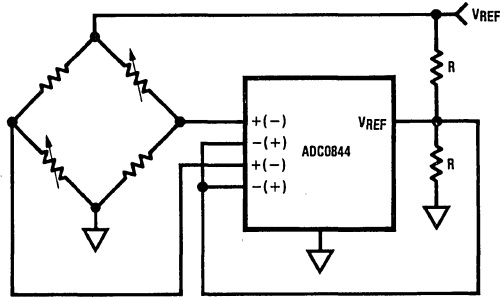 VREF
R
+(−)
−(+)
+(−)
−(+)
VREF
ADC0844
R